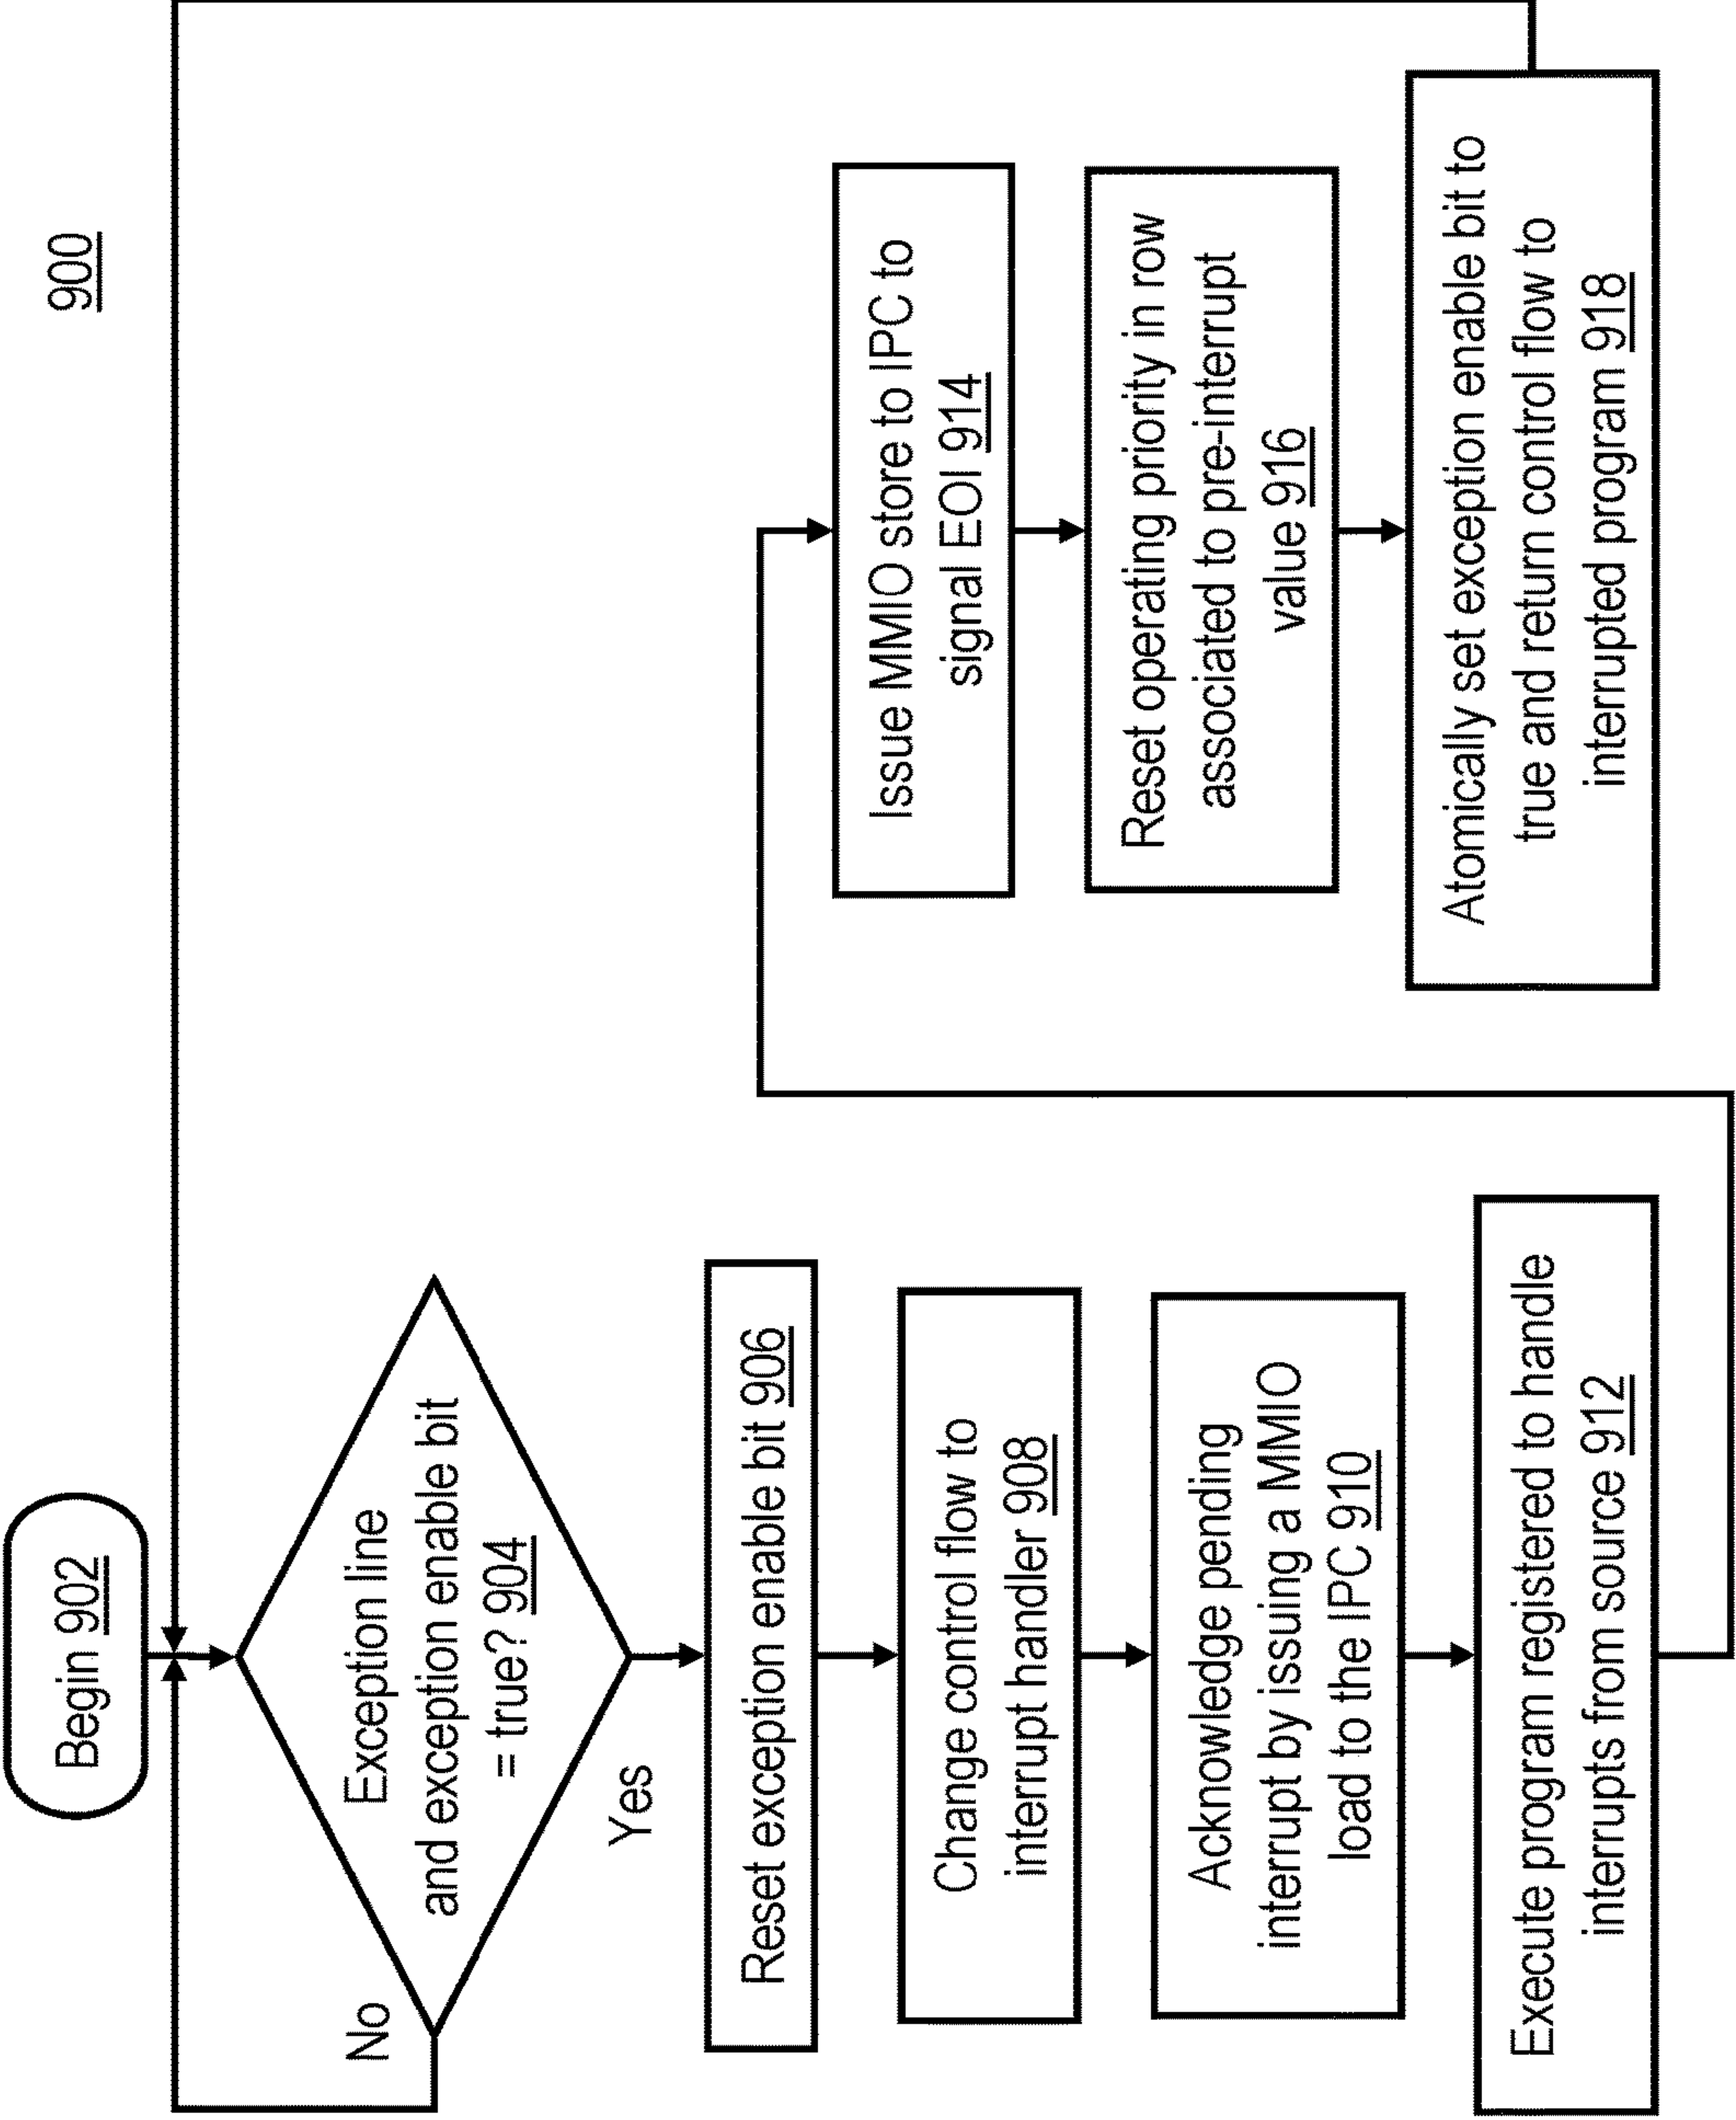 900
Begin 902
Exception line
and exception enable bit
= true? 904
No
Yes
Reset exception enable bit 906
Change control flow to
interrupt handler 908
Acknowledge pending
interrupt by issuing a MMIO
load to the IPC 910
Execute program registered to handle
interrupts from source 912
Issue MMIO store to IPC to
signal EOI 914
Reset operating priority in row
associated to pre-interrupt
value 916
Atomically set exception enable bit to
true and return control flow to
interrupted program 918